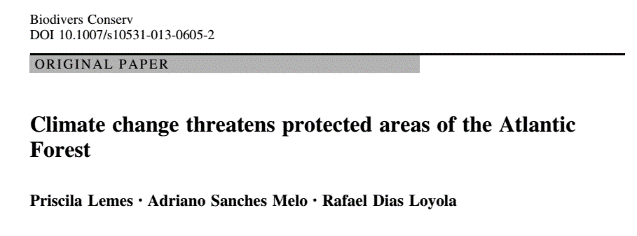 Biodivers Conserv
DOI 10.1007/s10531-013-0605-2
ORIGINAL PAPER
Climate change threatens protected areas of the Atlantic
Forest
Priscila Lemes · Adriano Sanches Melo · Rafael Dias Loyola